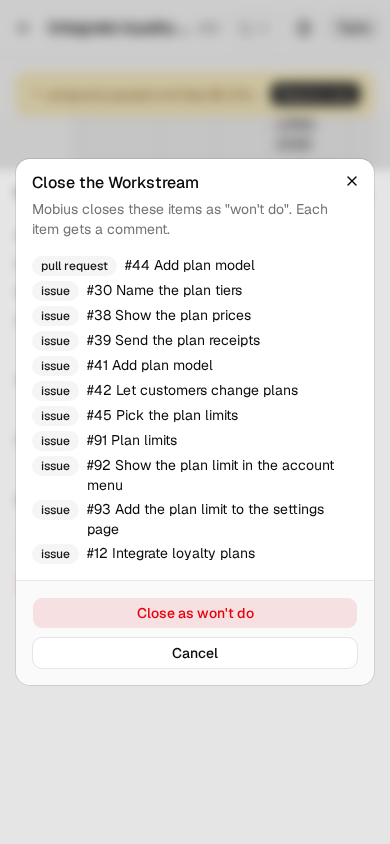 Close the Workstream
Mobius closes these items as "won't do". Each
item gets a comment.
pull request #44 Add plan model
issue #30 Name the plan tiers
issue #38 Show the plan prices
issue #39 Send the plan receipts
issue #41 Add plan model
issue #42 Let customers change plans
issue #45 Pick the plan limits
issue #91 Plan limits
issue #92 Show the plan limit in the account
menu
issue #93 Add the plan limit to the settings
page
issue #12 Integrate loyalty plans
Close as won't do
Cancel